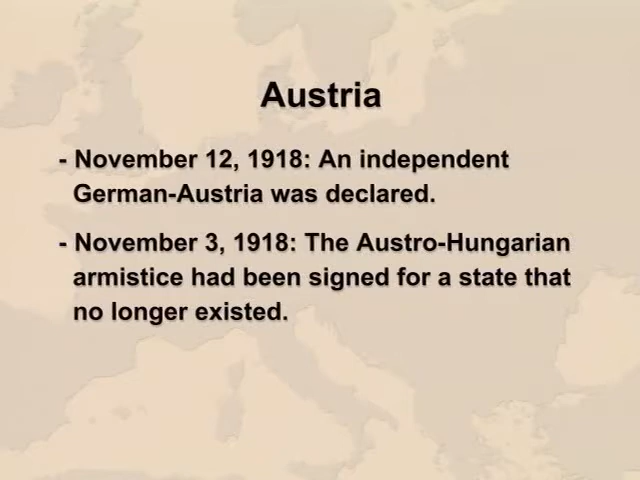 Austria
- November 12, 1918: An independent
German-Austria was declared.
- November 3, 1918: The Austro-Hungarian
armistice had been signed for a state that
no longer existed.